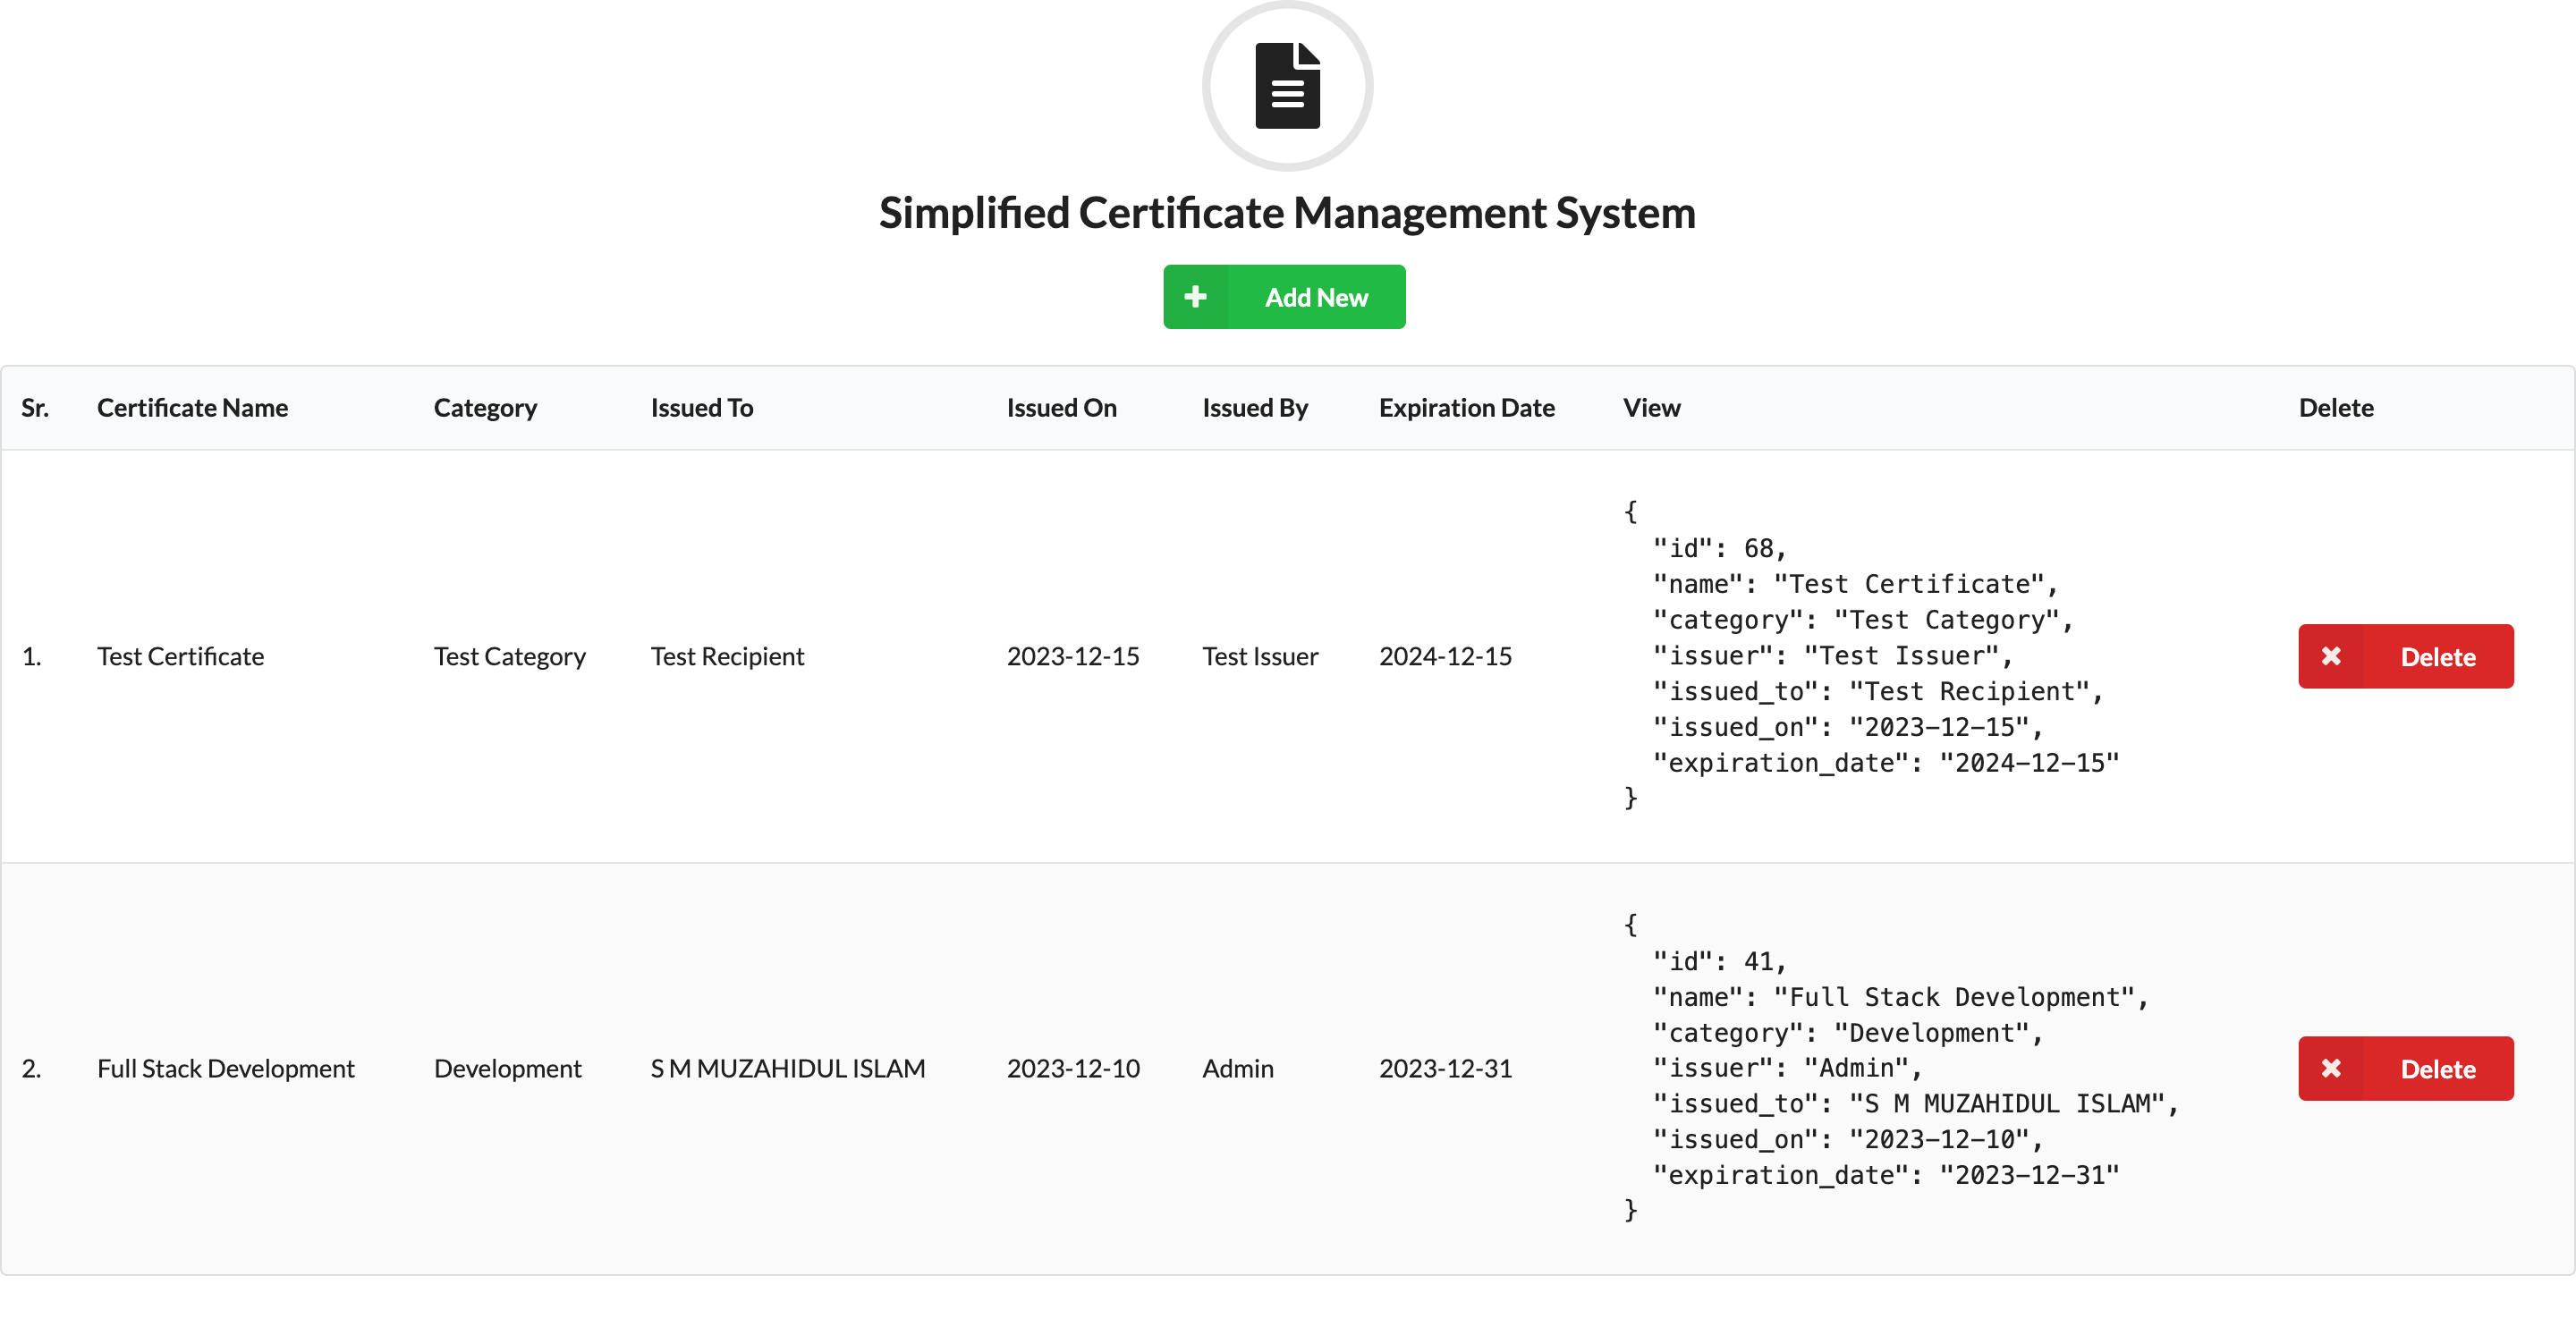 Simplified Certificate Management System
Add New
Sr. Certificate Name Category Issued To Issued On Issued By Expiration Date View Delete
{
"id": 68,
"name": "Test Certificate",
"category": "Test Category",
"issuer": "Test Issuer",
1. Test Certificate Test Category Test Recipient 2023-12-15 Test Issuer 2024-12-15 Delete
"issued_to": "Test Recipient",
"issued_on": "2023-12-15",
"expiration_date": "2024-12-15"
}
{
"id": 41,
"name": "Full Stack Development",
"category": "Development",
"issuer": "Admin",
2. Full Stack Development Development S M MUZAHIDUL ISLAM 2023-12-10 Admin 2023-12-31 Delete
"issued_to": "S M MUZAHIDUL ISLAM",
"issued_on": "2023-12-10",
"expiration_date": "2023-12-31"
}